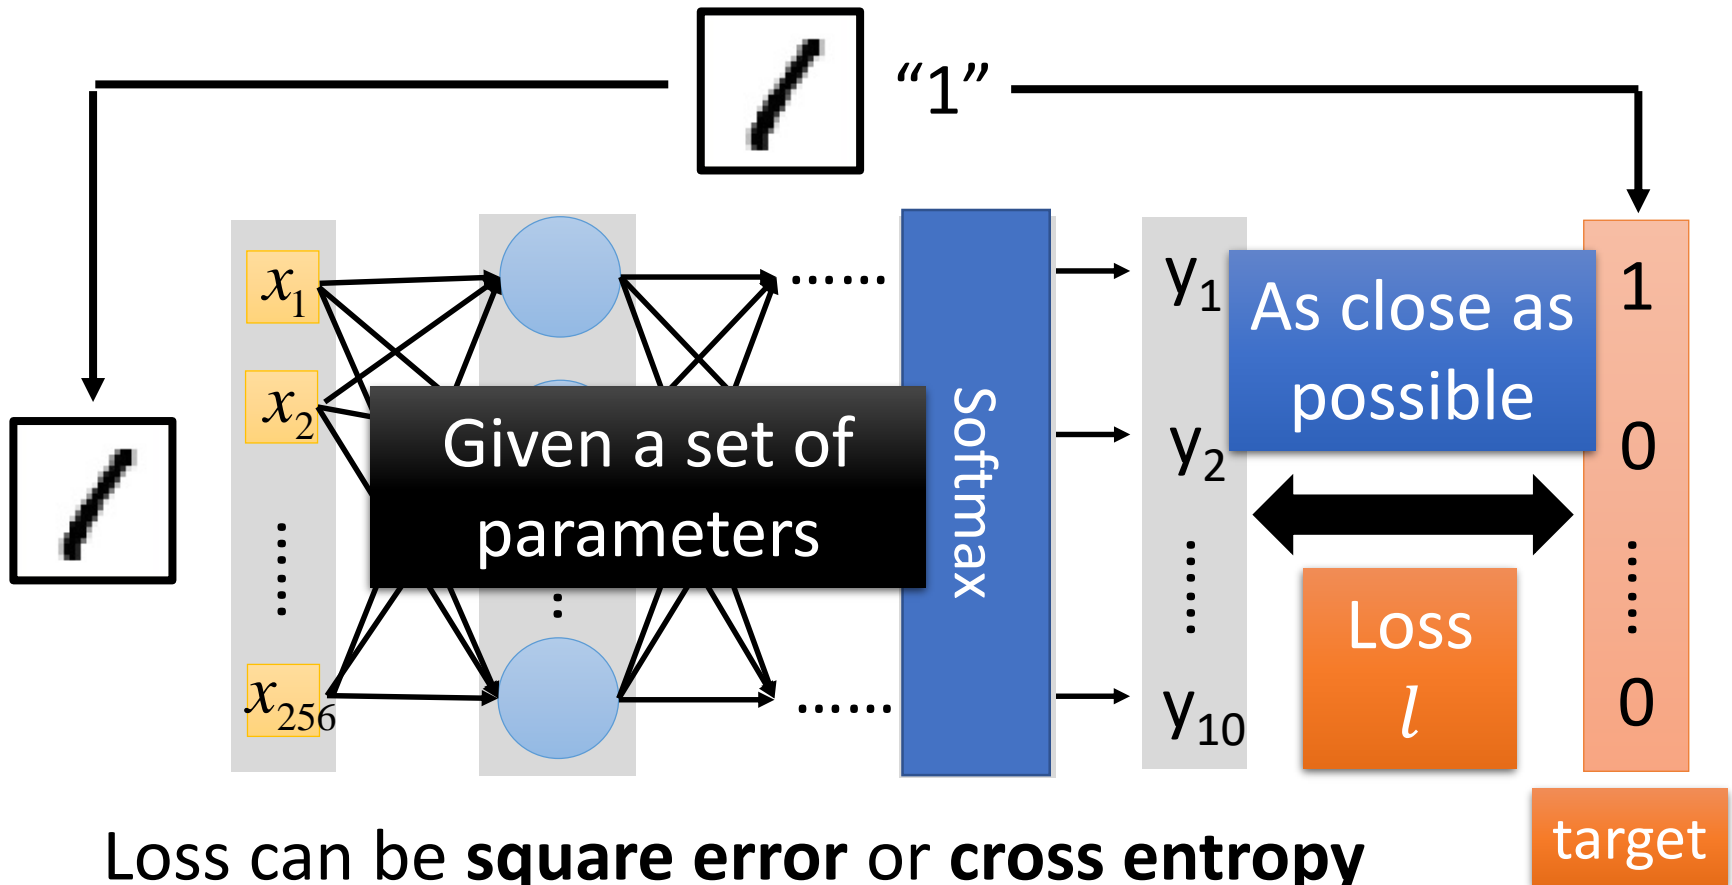 “1”
x1
x2
……
x256
Given a set of
parameters
……
……
Softmax
y1
y2
……
y10
As close as
possible
Loss
l
1
0
……
0
target
Loss can be square error or cross entropy